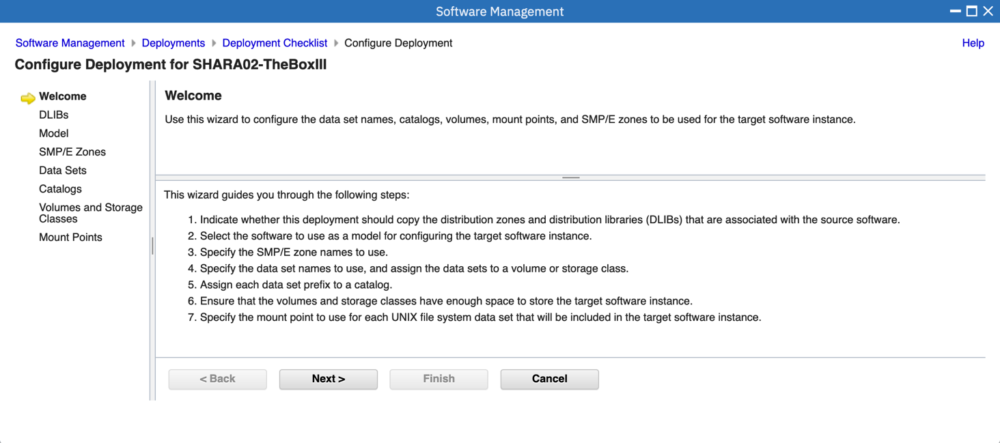 Software Management
Software Management Deployments Deployment Checklist Configure Deployment Help
Configure Deployment for SHARA02-TheBoxIII
Welcome
DLIBs
Model
SMP/E Zones
Data Sets
Catalogs
Volumes and Storage
Classes
Mount Points
Welcome
Use this wizard to configure the data set names, catalogs, volumes, mount points, and SMP/E zones to be used for the target software instance.
This wizard guides you through the following steps:
1. Indicate whether this deployment should copy the distribution zones and distribution libraries (DLIBs) that are associated with the source software.
2. Select the software to use as a model for configuring the target software instance.
3. Specify the SMP/E zone names to use.
4. Specify the data set names to use, and assign the data sets to a volume or storage class.
5. Assign each data set prefix to a catalog.
6. Ensure that the volumes and storage classes have enough space to store the target software instance.
7. Specify the mount point to use for each UNIX file system data set that will be included in the target software instance.
< Back Next > Finish Cancel